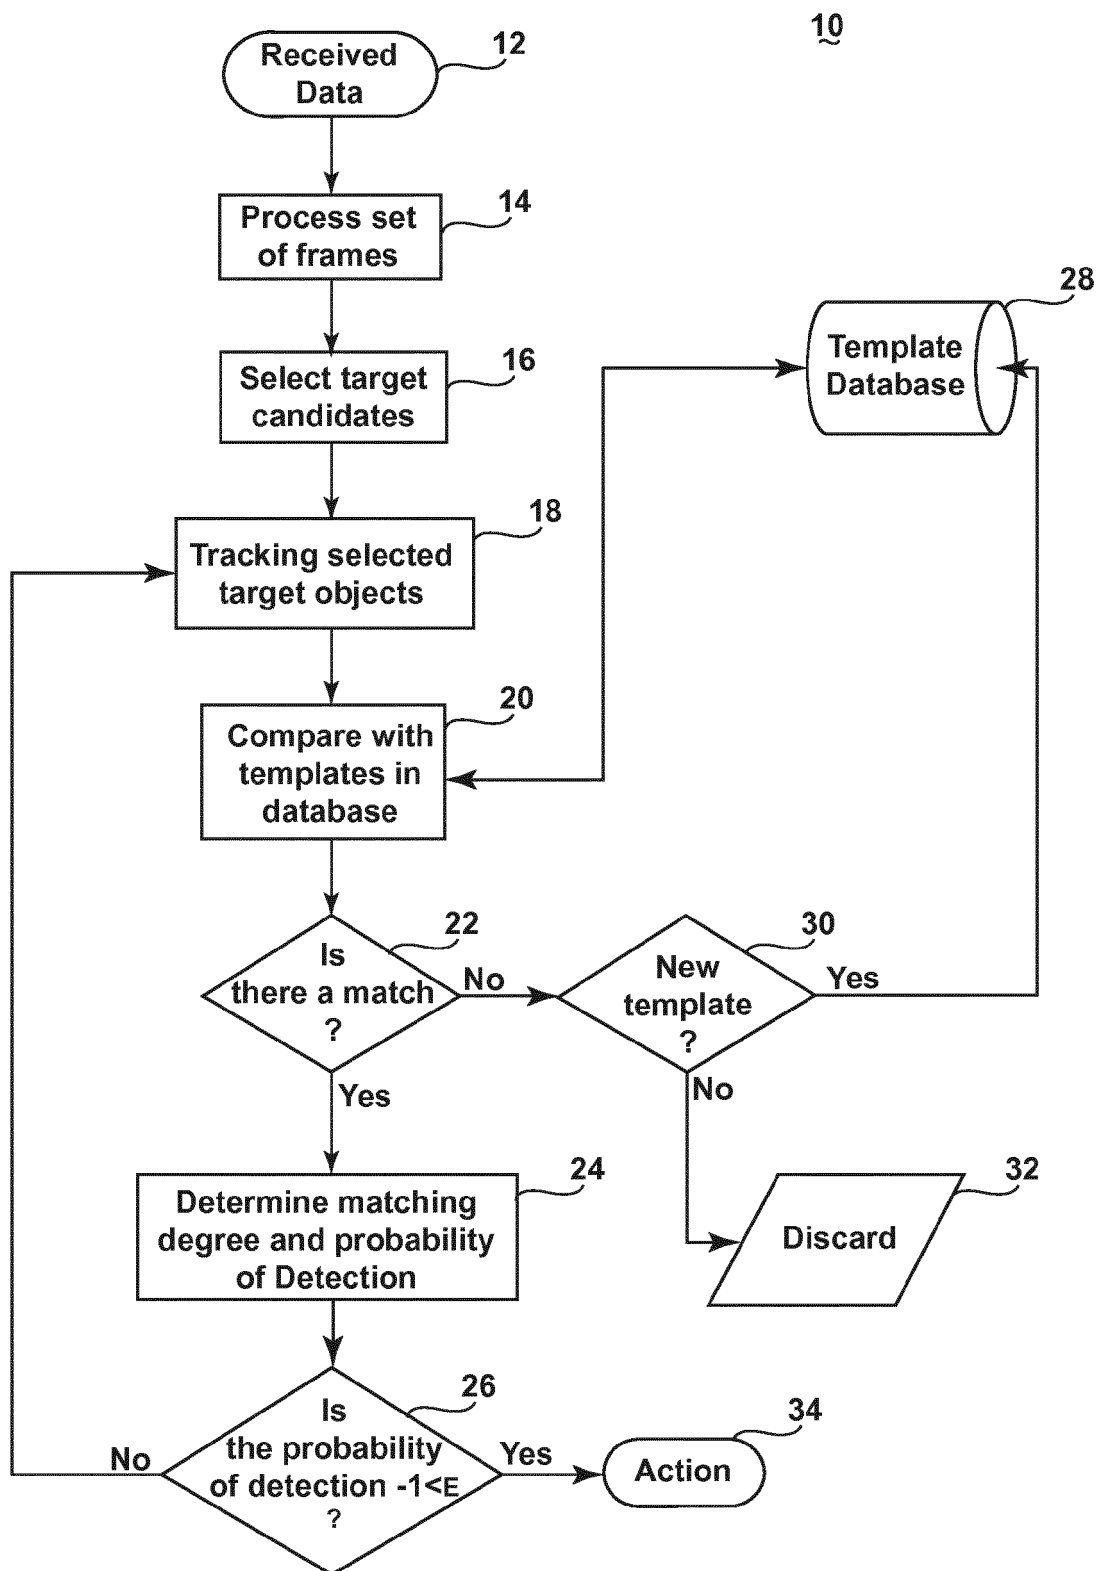 10
Received
Data
12
Process set
of frames
14
Select target
candidates
16
Template
Database
28
Tracking selected
target objects
18
Compare with
templates in
database
20
Is
there a match
?
22
No
Yes
New
template
?
30
Yes
No
Discard
32
Determine matching
degree and probability
of Detection
24
Is
the probability
of detection -1<E
?
26
No
Yes
Action
34